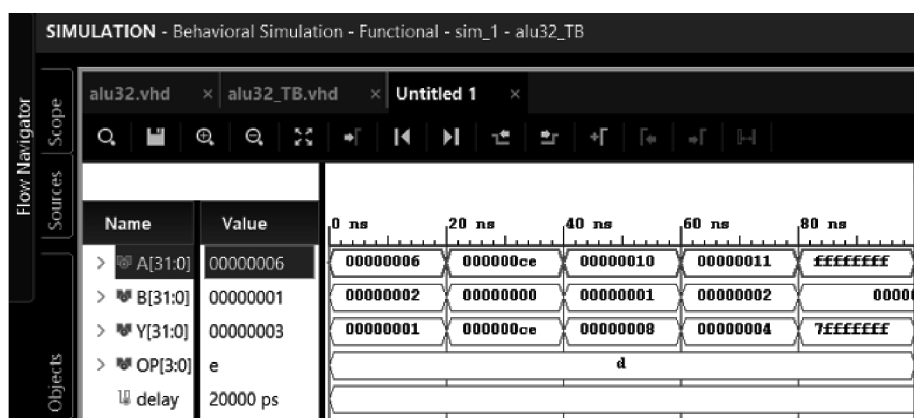 SIMULATION - Behavioral Simulation - Functional - sim_1 - alu32_TB
Flow Navigator
Scope
Sources
Objects
alu32.vhd × alu32_TB.vhd × Untitled 1 ×
Name Value 0 ns 20 ns 40 ns 60 ns 80 ns
A[31:0] 00000006 00000006 000000ce 00000010 00000011 ffffffff
B[31:0] 00000001 00000002 00000000 00000001 00000002
Y[31:0] 00000003 00000001 000000ce 00000008 00000004 7fffffff
OP[3:0] e d
delay 20000 ps